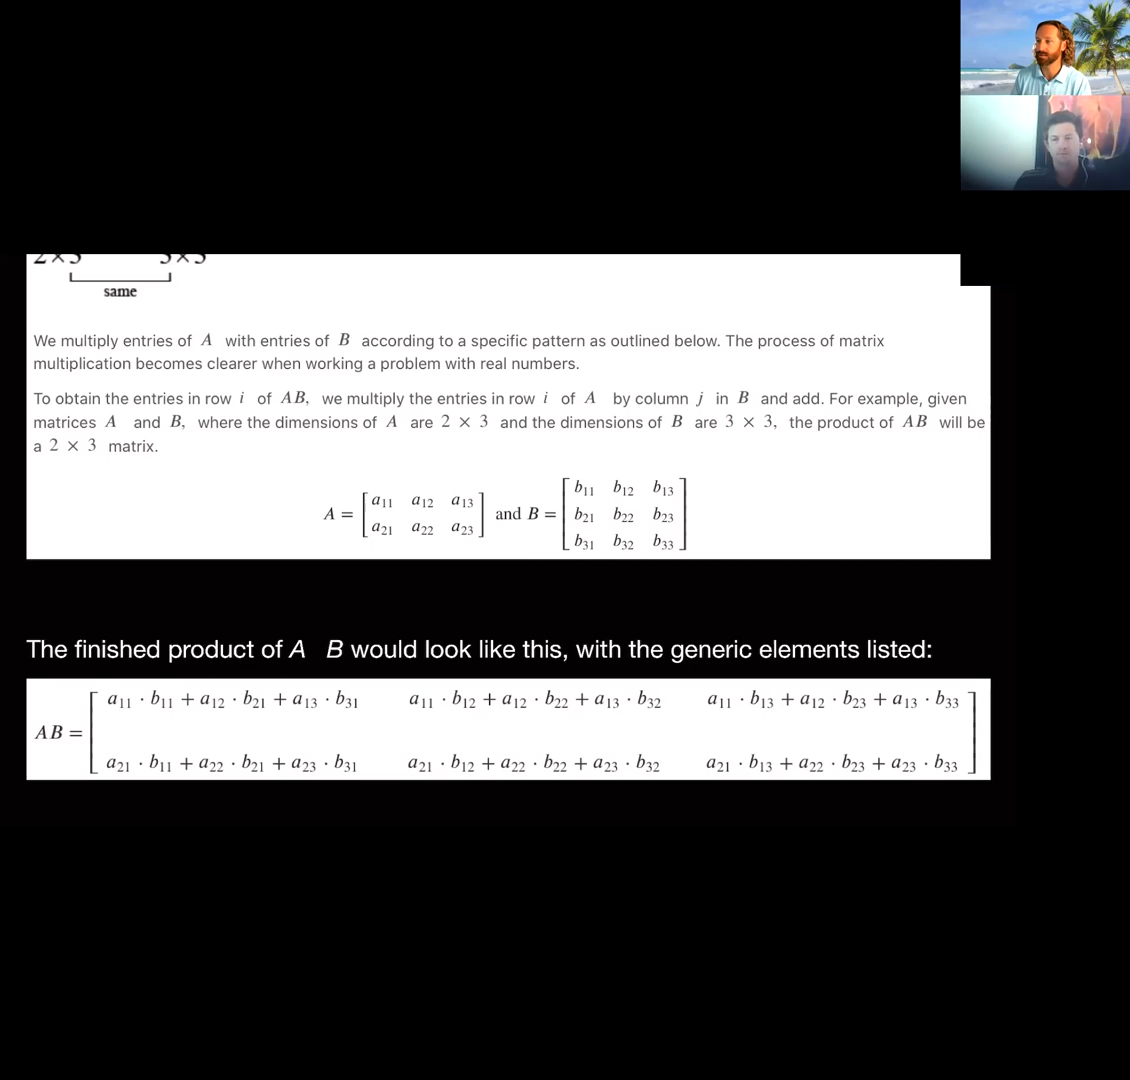 2×3 3×3
same
We multiply entries of A with entries of B according to a specific pattern as outlined below. The process of matrix
multiplication becomes clearer when working a problem with real numbers.
To obtain the entries in row i of AB, we multiply the entries in row i of A by column j in B and add. For example, given
matrices A and B, where the dimensions of A are 2 × 3 and the dimensions of B are 3 × 3, the product of AB will be
a 2 × 3 matrix.
A = [a11 a12 a13 / a21 a22 a23] and B = [b11 b12 b13 / b21 b22 b23 / b31 b32 b33]
The finished product of A B would look like this, with the generic elements listed:
a11 · b11 + a12 · b21 + a13 · b31 a11 · b12 + a12 · b22 + a13 · b32 a11 · b13 + a12 · b23 + a13 · b33
AB =
a21 · b11 + a22 · b21 + a23 · b31 a21 · b12 + a22 · b22 + a23 · b32 a21 · b13 + a22 · b23 + a23 · b33